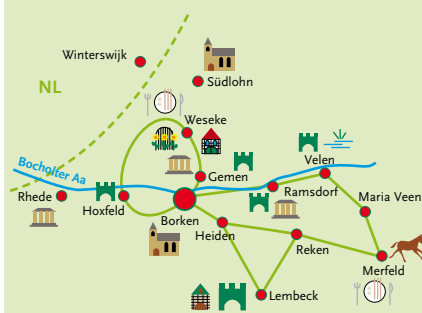 Winterswijk
Südlohn
NL
Weseke
Velen
Bocholter Aa
Gemen
Rhede
Hoxfeld
Ramsdorf
Maria Veen
Borken
Heiden
Reken
Merfeld
Lembeck